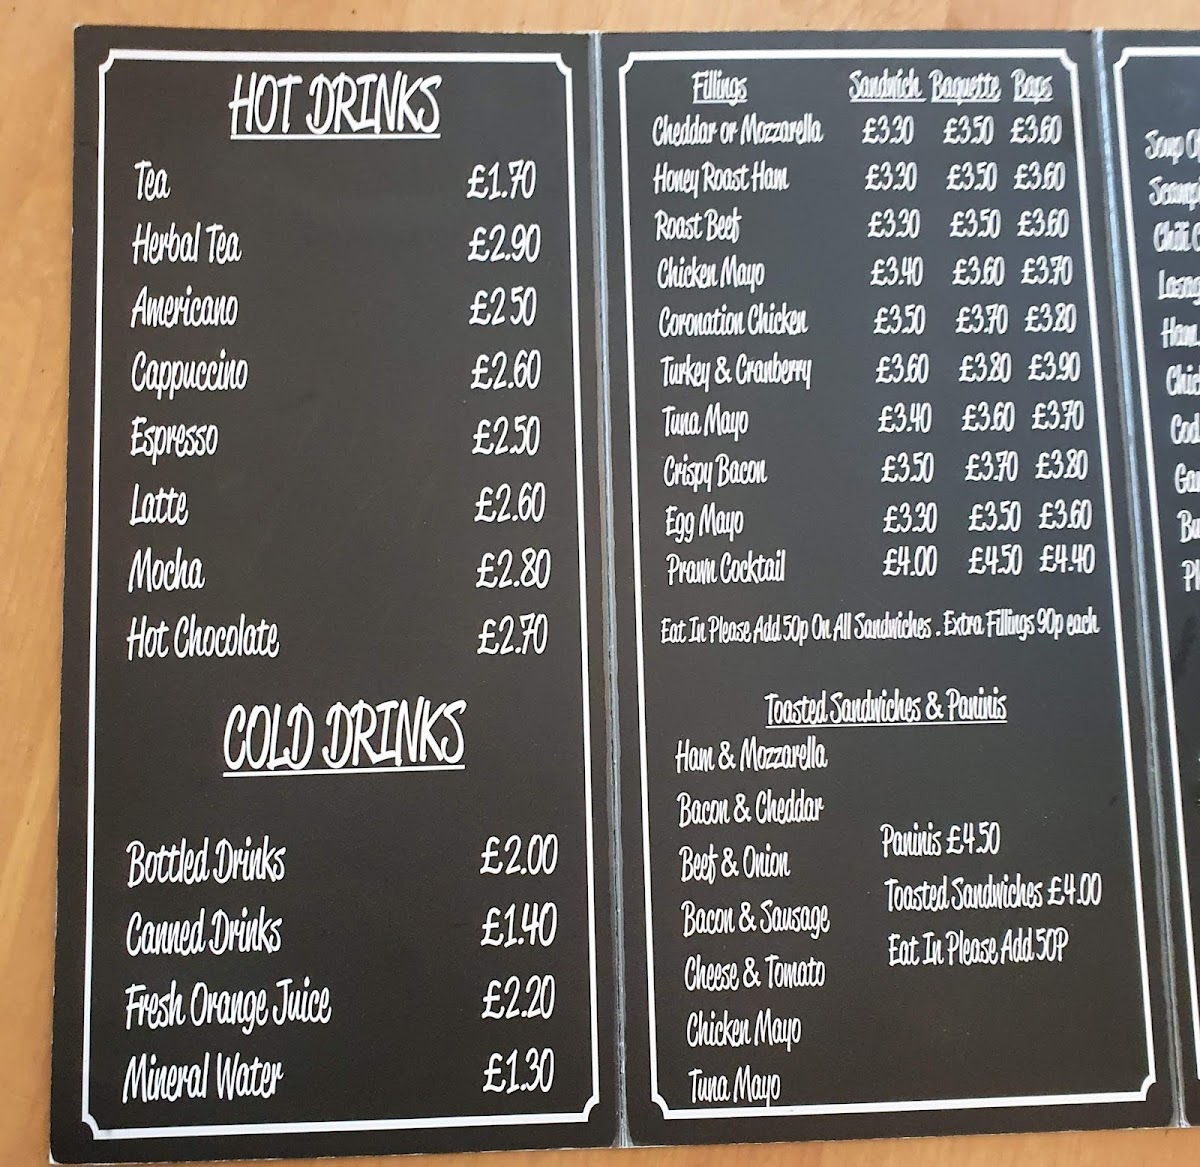 HOT DRINKS
Tea £1.70
Herbal Tea £2.90
Americano £2.50
Cappuccino £2.60
Espresso £2.50
Latte £2.60
Mocha £2.80
Hot Chocolate £2.70
COLD DRINKS
Bottled Drinks £2.00
Canned Drinks £1.40
Fresh Orange Juice £2.20
Mineral Water £1.30
Fillings Sandwich Baguette Baps
Cheddar or Mozzarella £3.30 £3.50 £3.60
Honey Roast Ham £3.30 £3.50 £3.60
Roast Beef £3.30 £3.50 £3.60
Chicken Mayo £3.40 £3.60 £3.70
Coronation Chicken £3.50 £3.70 £3.80
Turkey & Cranberry £3.60 £3.80 £3.90
Tuna Mayo £3.40 £3.60 £3.70
Crispy Bacon £3.50 £3.70 £3.80
Egg Mayo £3.30 £3.50 £3.60
Prawn Cocktail £4.00 £4.50 £4.40
Eat In Please Add 50p On All Sandwiches . Extra Fillings 90p each
Toasted Sandwiches & Paninis
Ham & Mozzarella
Bacon & Cheddar
Beef & Onion
Bacon & Sausage
Cheese & Tomato
Chicken Mayo
Tuna Mayo
Paninis £4.50
Toasted Sandwiches £4.00
Eat In Please Add 50P
Soup
Ham